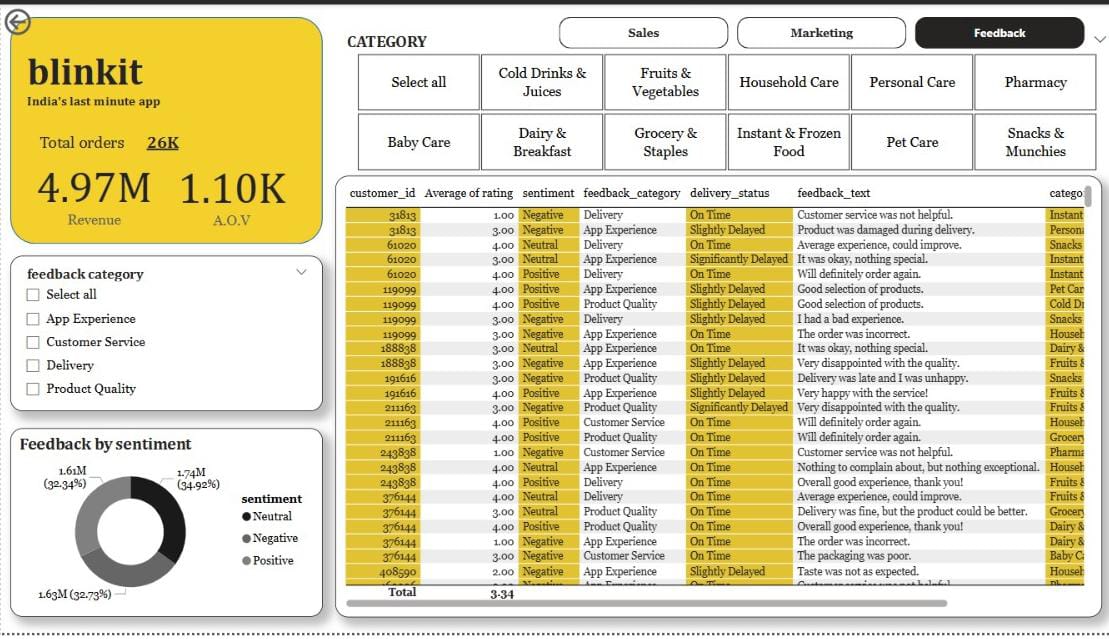 blinkit
India's last minute app
Total orders 26K
4.97M 1.10K
Revenue A.O.V
feedback category
Select all
App Experience
Customer Service
Delivery
Product Quality
Feedback by sentiment
1.61M
(32.34%)
1.74M
(34.92%)
1.63M (32.73%)
sentiment
Neutral
Negative
Positive
CATEGORY
Sales
Marketing
Feedback
Select all
Cold Drinks &
Juices
Fruits &
Vegetables
Household Care
Personal Care
Pharmacy
Baby Care
Dairy &
Breakfast
Grocery &
Staples
Instant & Frozen
Food
Pet Care
Snacks &
Munchies
customer_id Average of rating sentiment feedback_category delivery_status feedback_text catego
31813 1.00 Negative Delivery On Time Customer service was not helpful. Instant
31813 3.00 Negative App Experience Slightly Delayed Product was damaged during delivery. Persona
61020 4.00 Neutral Delivery On Time Average experience, could improve. Snacks
61020 3.00 Neutral App Experience Significantly Delayed It was okay, nothing special. Instant
61020 4.00 Positive Delivery On Time Will definitely order again. Instant
119099 4.00 Positive App Experience Slightly Delayed Good selection of products. Pet Car
119099 4.00 Positive Product Quality Slightly Delayed Good selection of products. Cold Dr
119099 3.00 Negative Delivery Slightly Delayed I had a bad experience. Snacks
119099 3.00 Negative App Experience On Time The order was incorrect. Househ
188838 3.00 Neutral App Experience On Time It was okay, nothing special. Dairy &
188838 3.00 Negative App Experience Slightly Delayed Very disappointed with the quality. Fruits &
191616 3.00 Negative Product Quality Slightly Delayed Delivery was late and I was unhappy. Snacks
191616 4.00 Positive App Experience Slightly Delayed Very happy with the service! Fruits &
211163 3.00 Negative Product Quality Significantly Delayed Very disappointed with the quality. Fruits &
211163 4.00 Positive Customer Service On Time Will definitely order again. Househ
211163 4.00 Positive Product Quality On Time Will definitely order again. Grocery
243838 1.00 Negative Customer Service On Time Customer service was not helpful. Pharma
243838 4.00 Neutral App Experience On Time Nothing to complain about, but nothing exceptional. Househ
243838 4.00 Positive Delivery On Time Overall good experience, thank you! Fruits &
376144 4.00 Neutral Delivery On Time Average experience, could improve. Fruits &
376144 3.00 Neutral Product Quality On Time Delivery was fine, but the product could be better. Grocery
376144 4.00 Positive Product Quality On Time Overall good experience, thank you! Dairy &
376144 1.00 Negative App Experience On Time The order was incorrect. Dairy &
376144 3.00 Negative Customer Service On Time The packaging was poor. Baby C
408590 2.00 Negative App Experience Slightly Delayed Taste was not as expected. Househ
Total 3.34